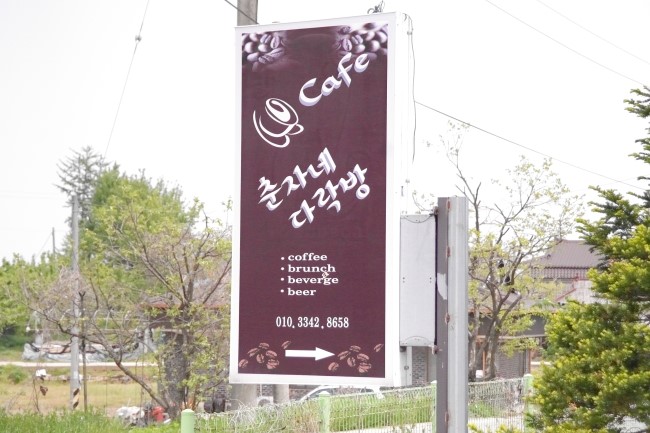 Cafe
춘자네
다락방
• coffee
• brunch
• beverge
• beer
010. 3342. 8658